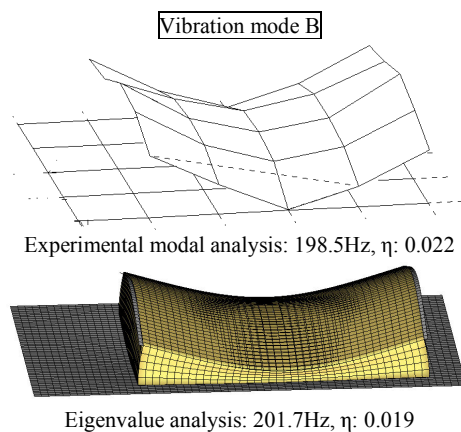 Vibration mode B
Experimental modal analysis: 198.5Hz, η: 0.022
Eigenvalue analysis: 201.7Hz, η: 0.019